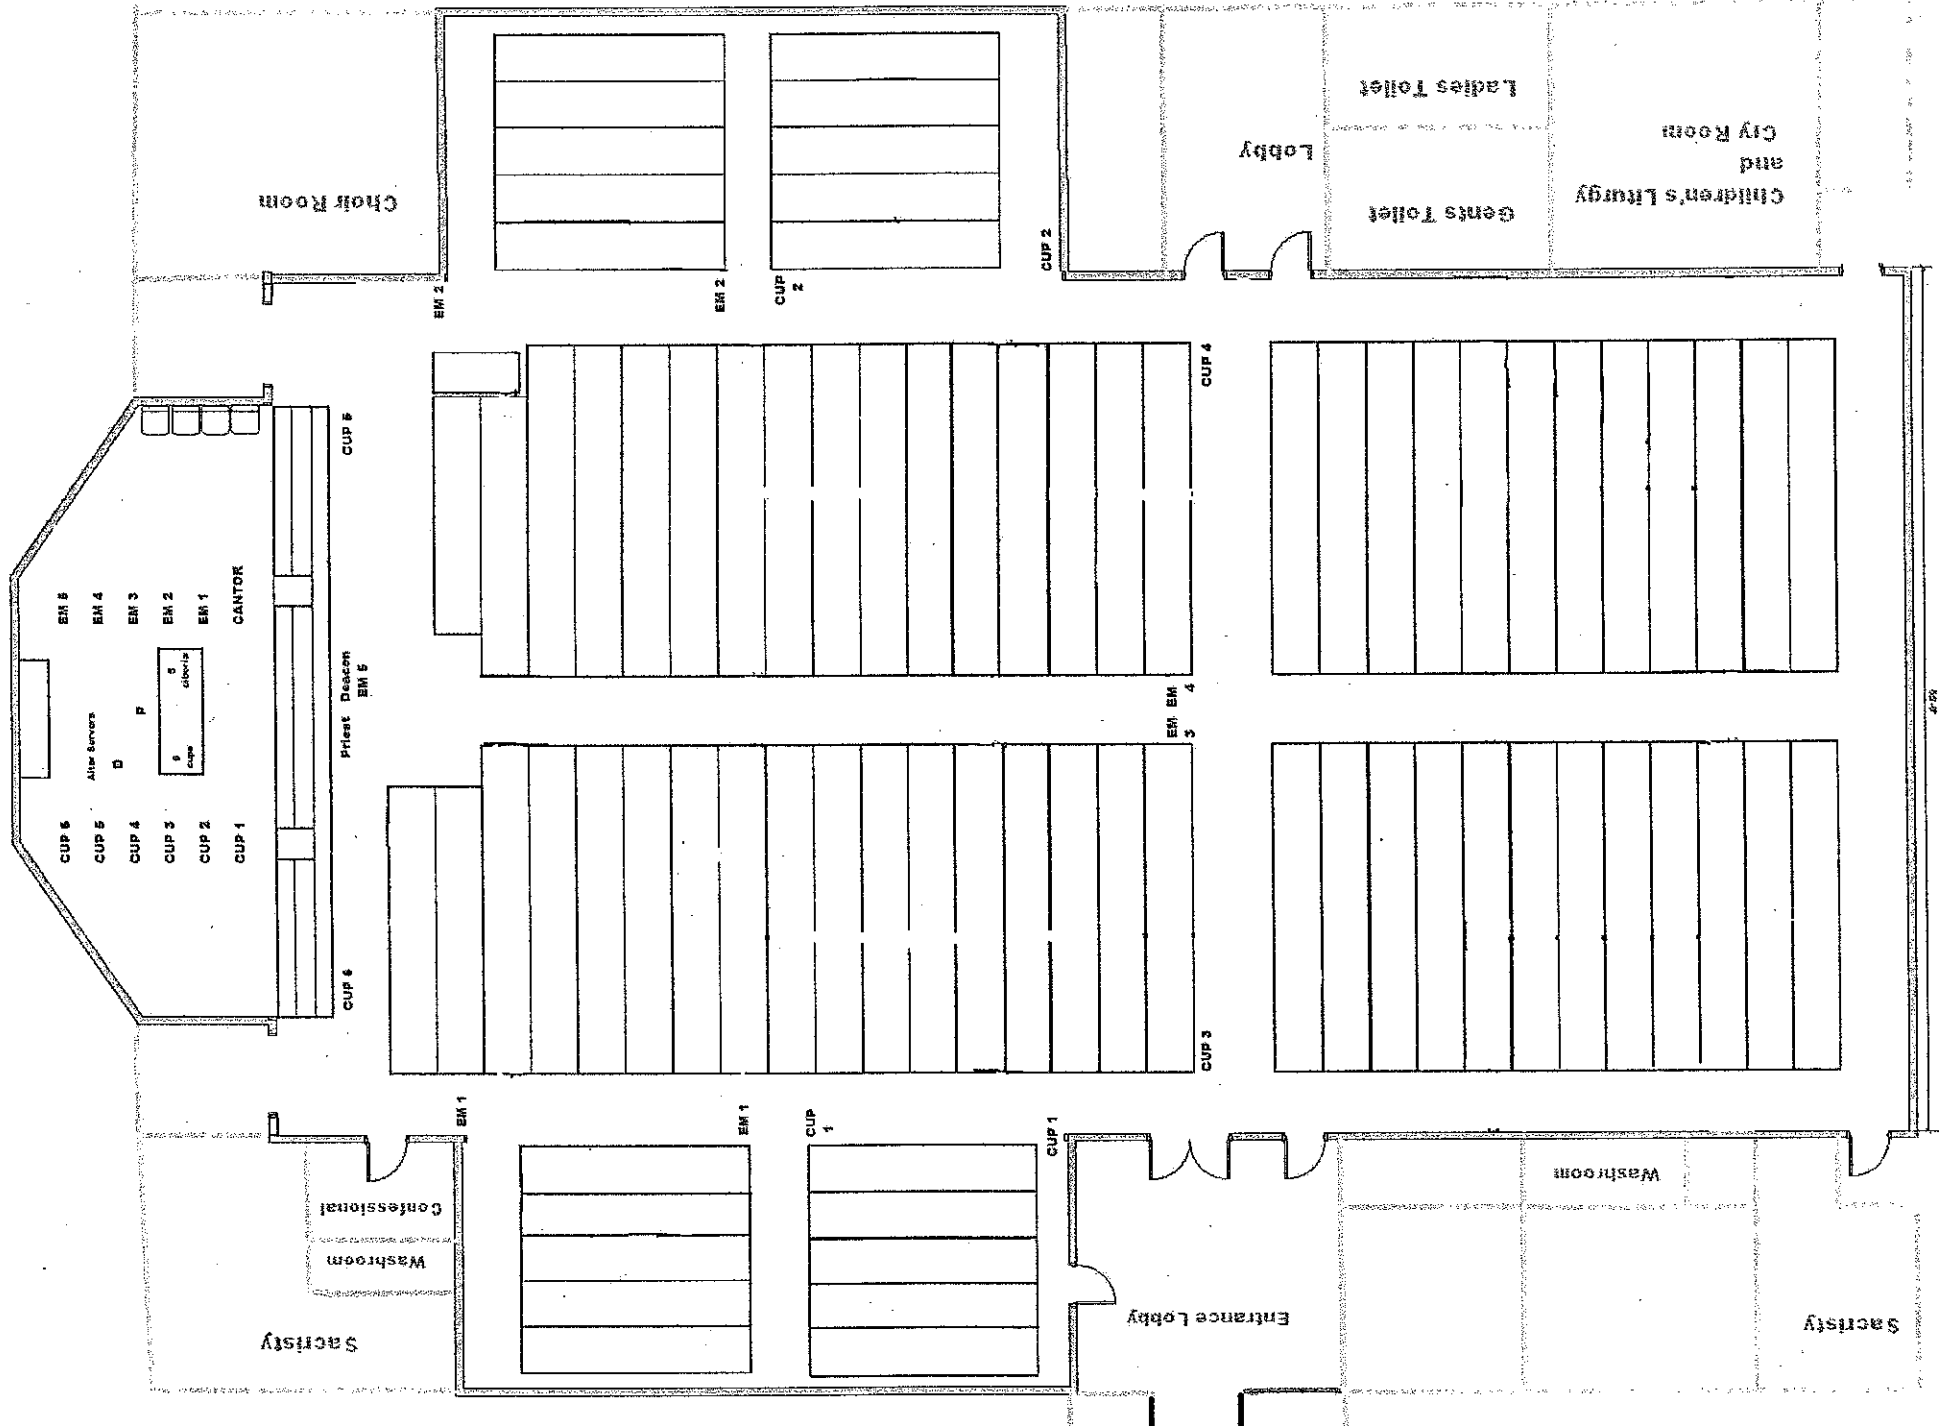 Choir Room
Lobby
Ladies Toilet
Gents Toilet
Children's Liturgy
and
Cry Room
EM 2
EM 2
CUP
2
CUP 2
CUP 4
CUP 5
EM 5
EM 4
EM 3
EM 2
EM 1
CANTOR
Altar Servers
P
D
5
ciboria
6
cups
Priest Deacon
EM 5
EM
4
EM
3
CUP 6
CUP 5
CUP 4
CUP 3
CUP 2
CUP 1
CUP 6
CUP 3
EM 1
EM 1
CUP
1
CUP 1
Confessional
Washroom
Sacristy
Entrance Lobby
Washroom
Sacristy